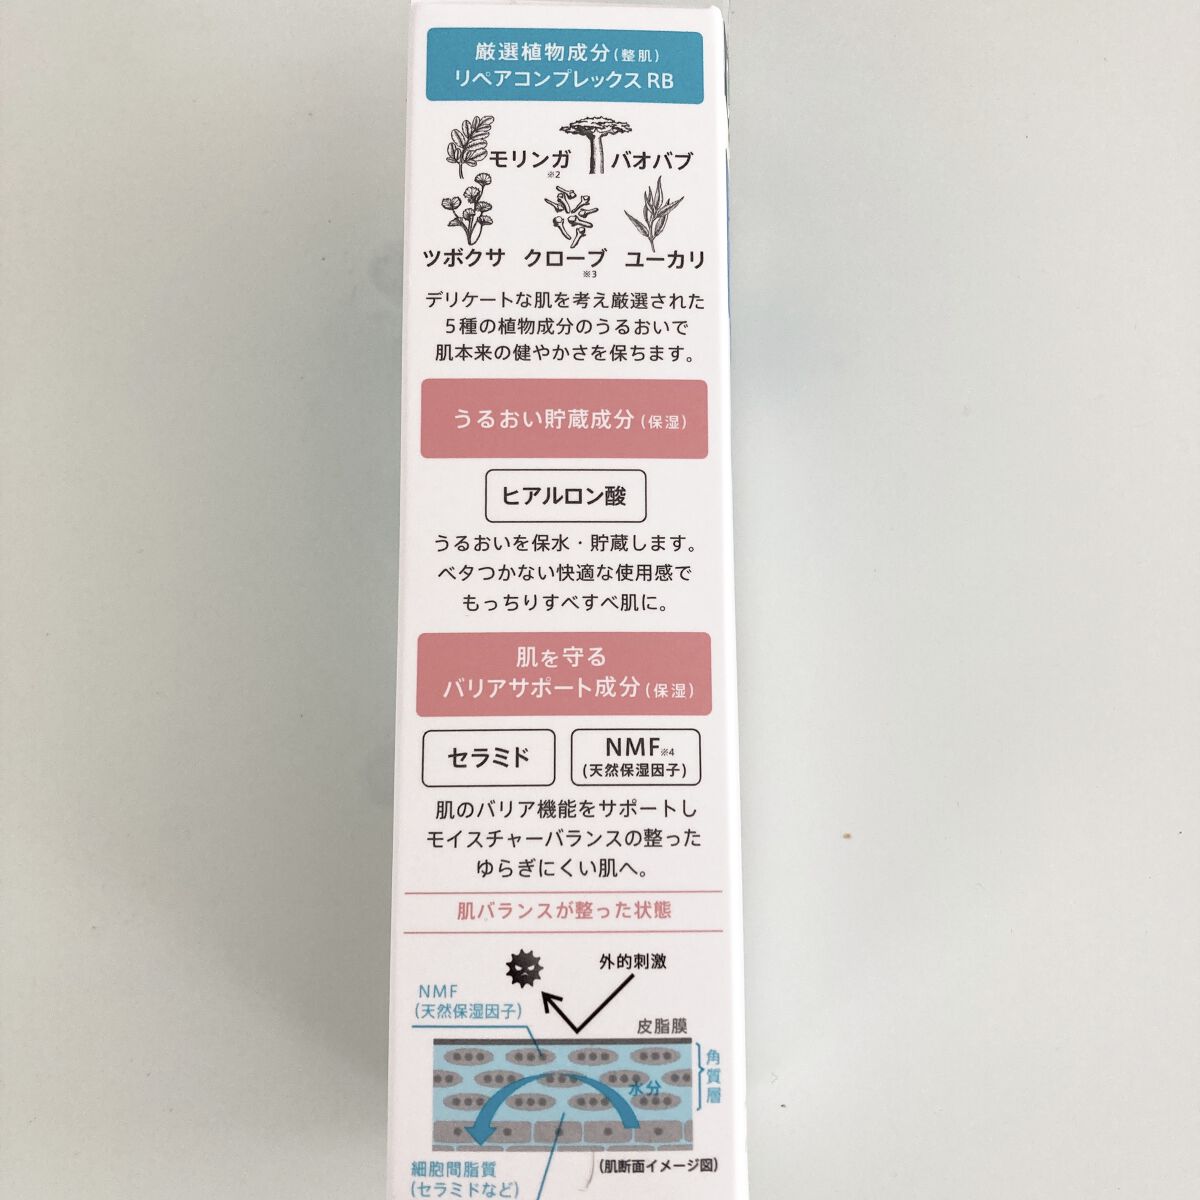 厳選植物成分(整肌)
リペアコンプレックスRB
モリンガ バオバブ
※2
ツボクサ クローブ ユーカリ
※3
デリケートな肌を考え厳選された
5種の植物成分のうるおいで
肌本来の健やかさを保ちます。
うるおい貯蔵成分(保湿)
ヒアルロン酸
うるおいを保水・貯蔵します。
ベタつかない快適な使用感で
もっちりすべすべ肌に。
肌を守る
バリアサポート成分(保湿)
セラミド
NMF※4
(天然保湿因子)
肌のバリア機能をサポートし
モイスチャーバランスの整った
ゆらぎにくい肌へ。
肌バランスが整った状態
外的刺激
NMF
(天然保湿因子)
皮脂膜
角質層
水分
細胞間脂質
(セラミドなど)
(肌断面イメージ図)